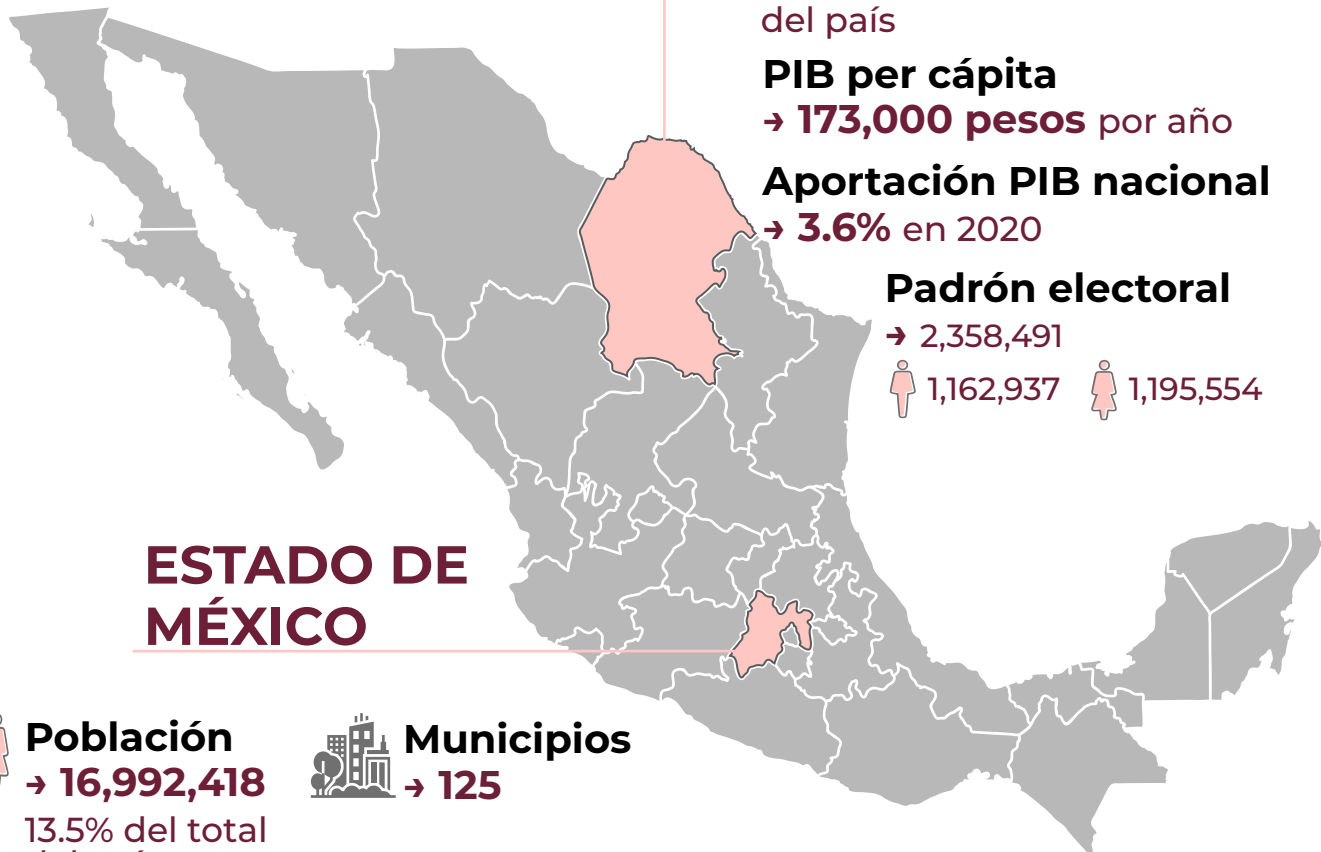 del país
PIB per cápita
→ 173,000 pesos por año
Aportación PIB nacional
→ 3.6% en 2020
Padrón electoral
→ 2,358,491
1,162,937 1,195,554
ESTADO DE
MÉXICO
Población
→ 16,992,418
13.5% del total
Municipios
→ 125